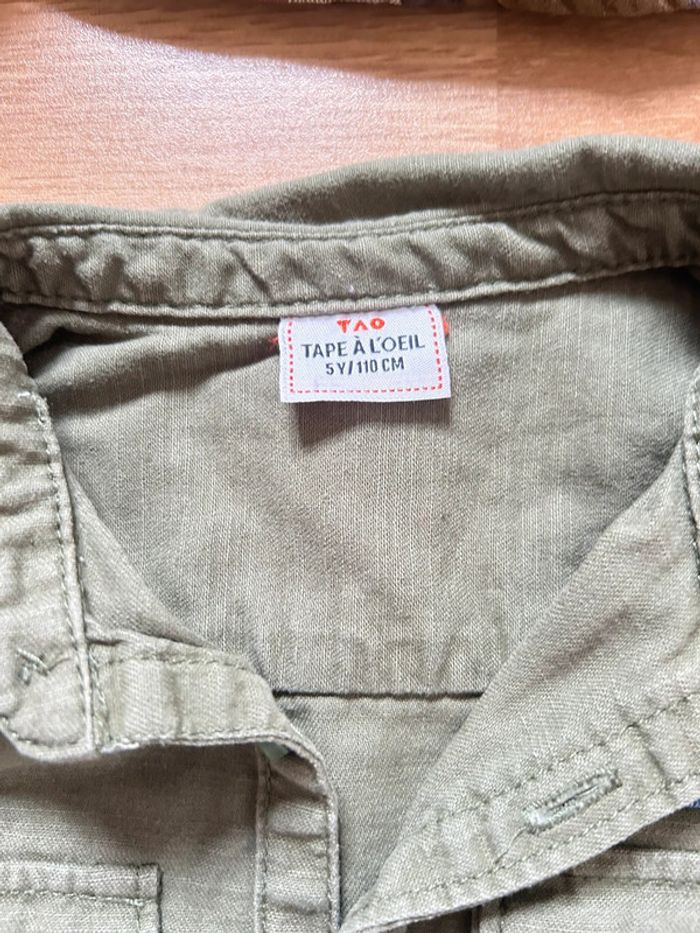 TAO
TAPE À L'OEIL
5Y/110 CM